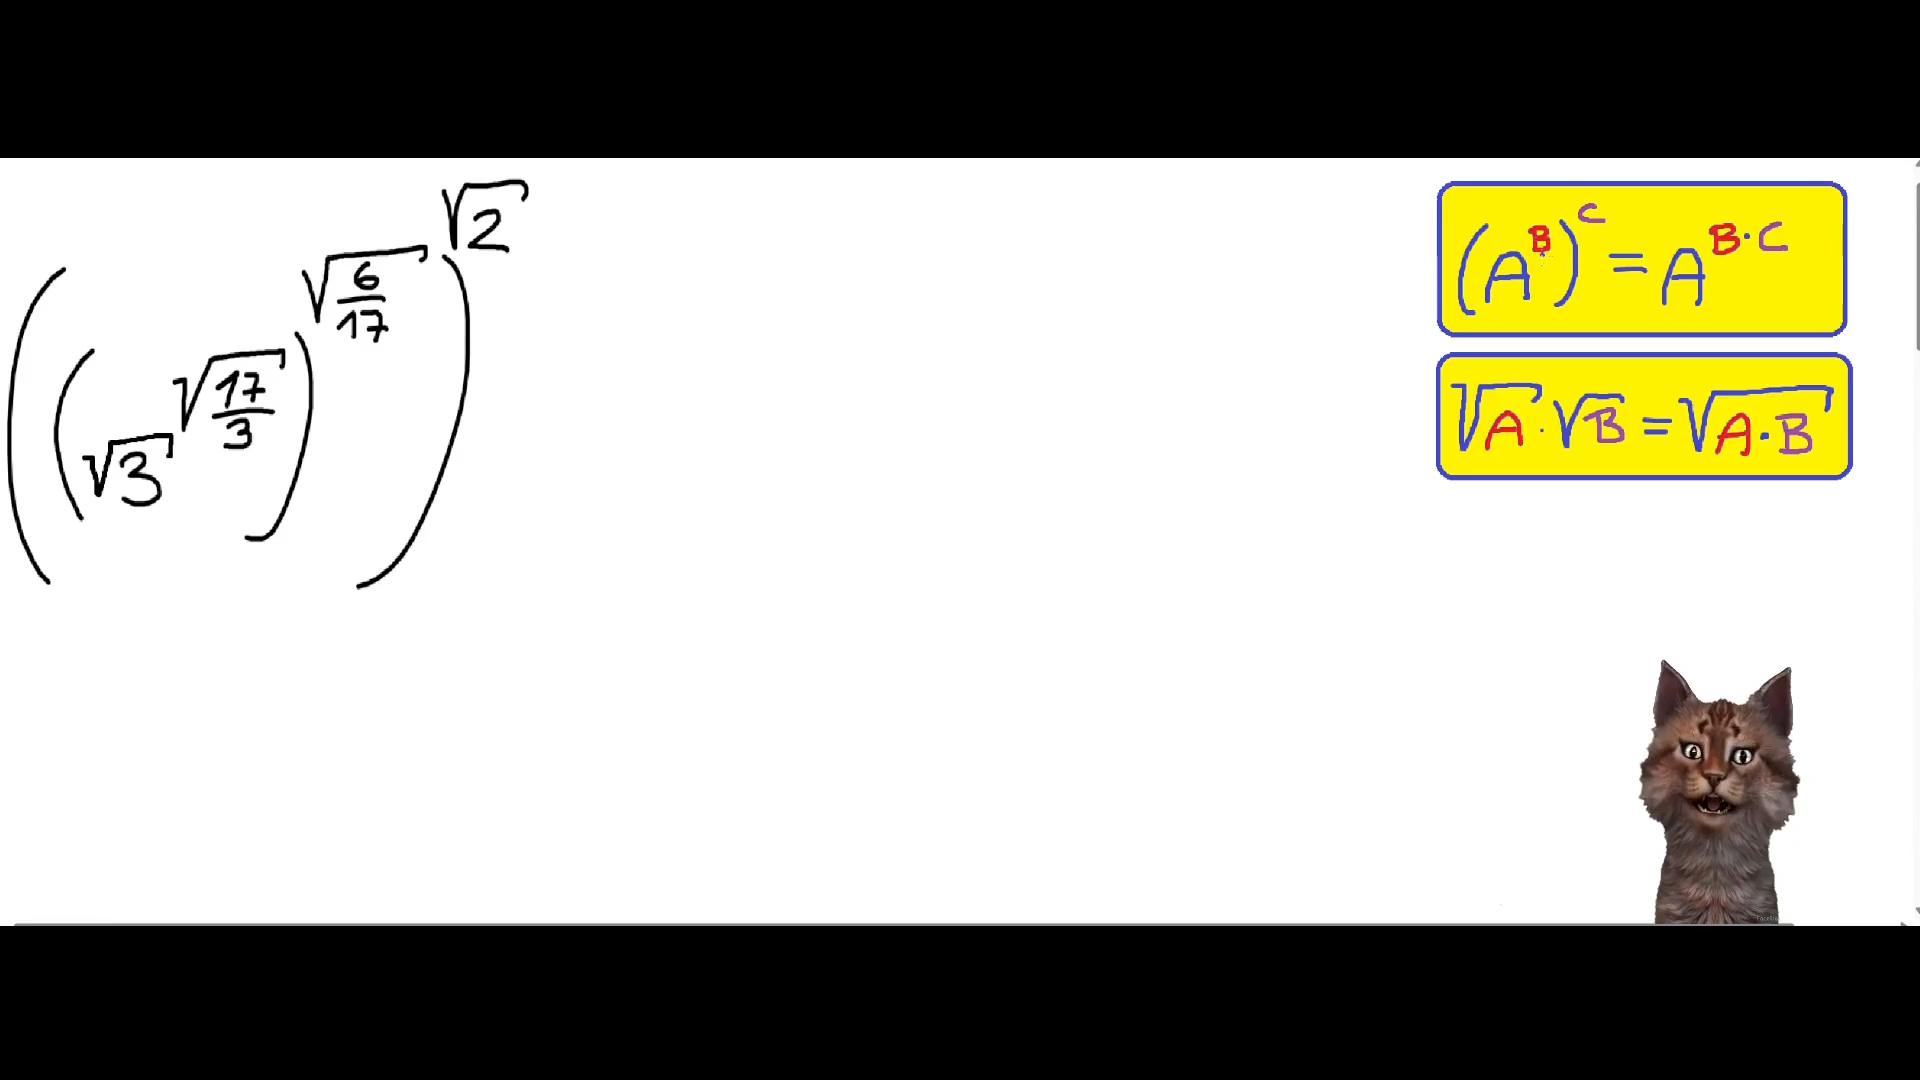 ((√3^√(17/3))^√(6/17))^√2
(A^B)^C = A^(B·C)
√A · √B = √(A·B)